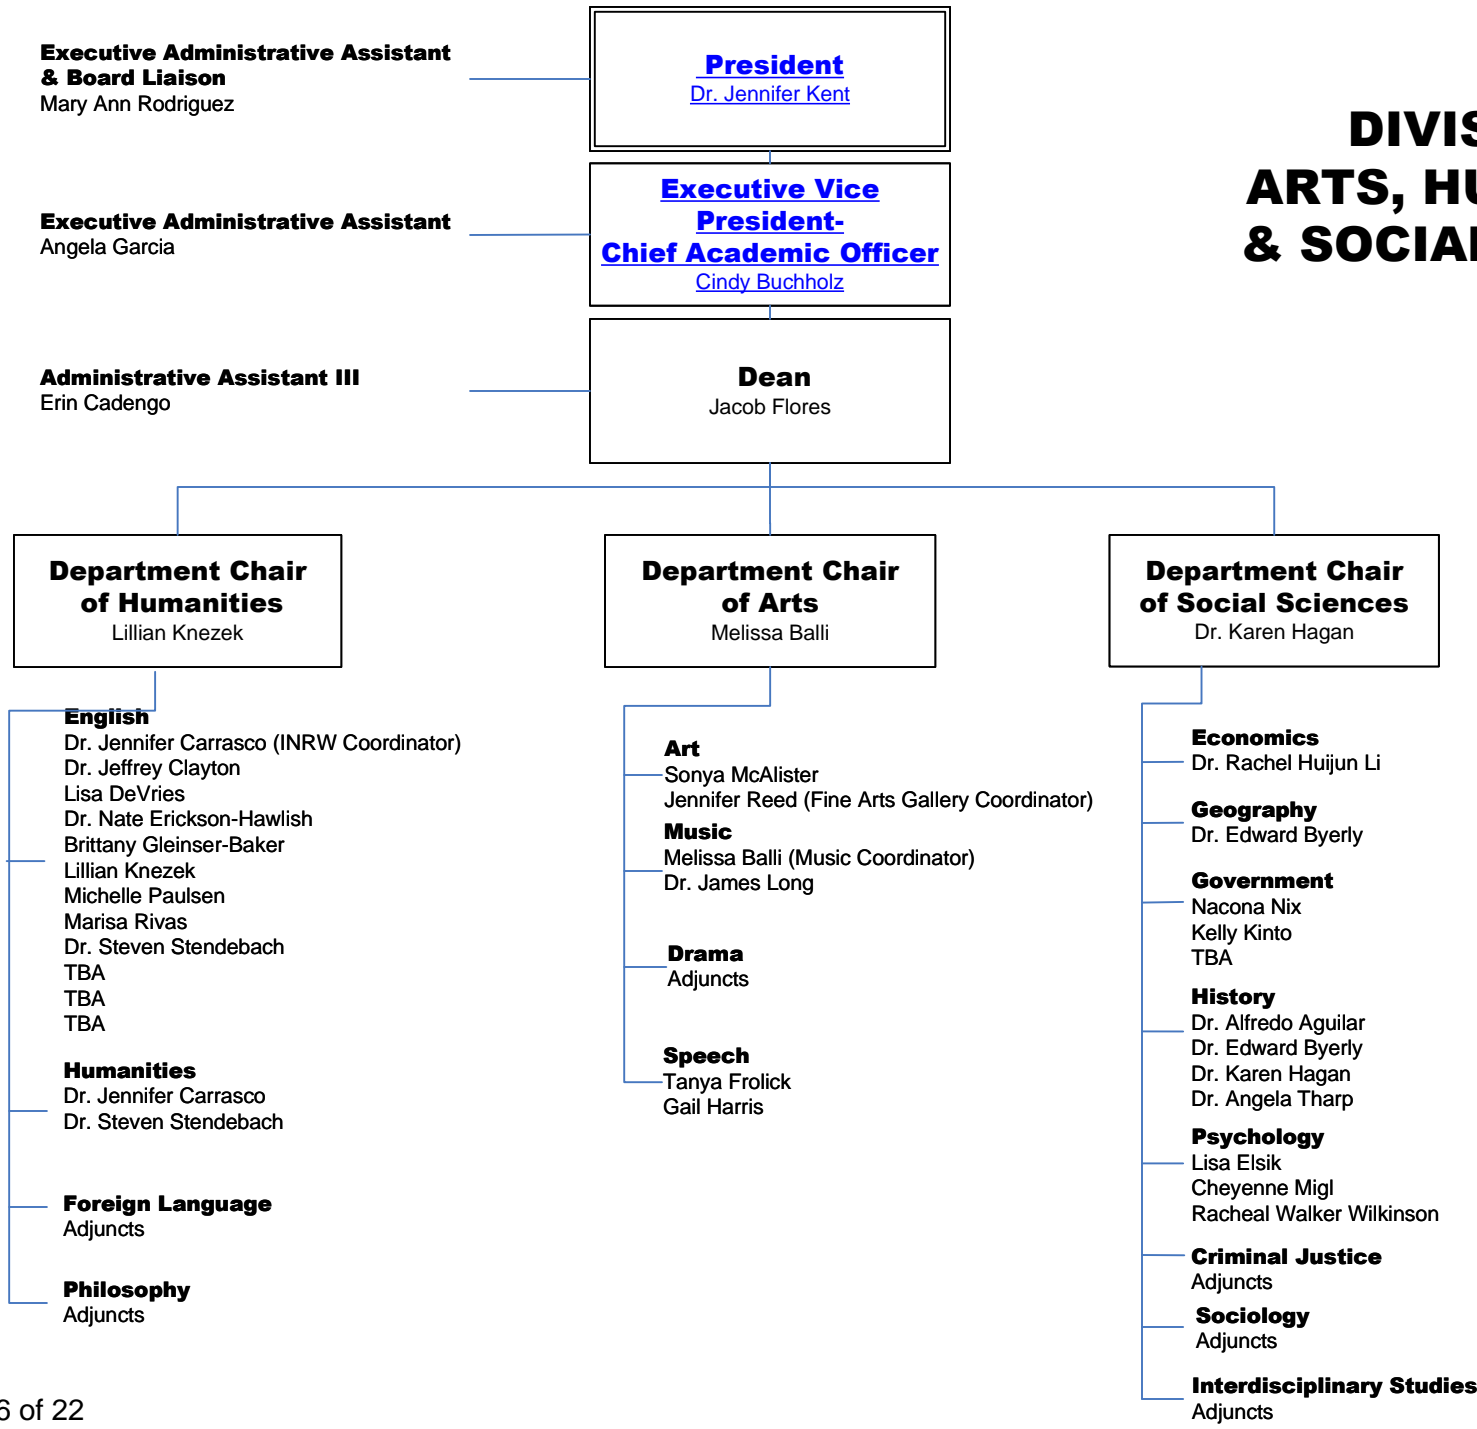 Executive Administrative Assistant
& Board Liaison
Mary Ann Rodriguez
President
Dr. Jennifer Kent
DIVIS
ARTS, HU
& SOCIAL
Executive Administrative Assistant
Angela Garcia
Executive Vice
President-
Chief Academic Officer
Cindy Buchholz
Administrative Assistant III
Erin Cadengo
Dean
Jacob Flores
Department Chair
of Humanities
Lillian Knezek
English
Dr. Jennifer Carrasco (INRW Coordinator)
Dr. Jeffrey Clayton
Lisa DeVries
Dr. Nate Erickson-Hawlish
Brittany Gleinser-Baker
Lillian Knezek
Michelle Paulsen
Marisa Rivas
Dr. Steven Stendebach
TBA
TBA
TBA
Humanities
Dr. Jennifer Carrasco
Dr. Steven Stendebach
Foreign Language
Adjuncts
Philosophy
Adjuncts
Department Chair
of Arts
Melissa Balli
Art
Sonya McAlister
Jennifer Reed (Fine Arts Gallery Coordinator)
Music
Melissa Balli (Music Coordinator)
Dr. James Long
Drama
Adjuncts
Speech
Tanya Frolick
Gail Harris
Department Chair
of Social Sciences
Dr. Karen Hagan
Economics
Dr. Rachel Huijun Li
Geography
Dr. Edward Byerly
Government
Nacona Nix
Kelly Kinto
TBA
History
Dr. Alfredo Aguilar
Dr. Edward Byerly
Dr. Karen Hagan
Dr. Angela Tharp
Psychology
Lisa Elsik
Cheyenne Migl
Racheal Walker Wilkinson
Criminal Justice
Adjuncts
Sociology
Adjuncts
Interdisciplinary Studies
Adjuncts
6 of 22